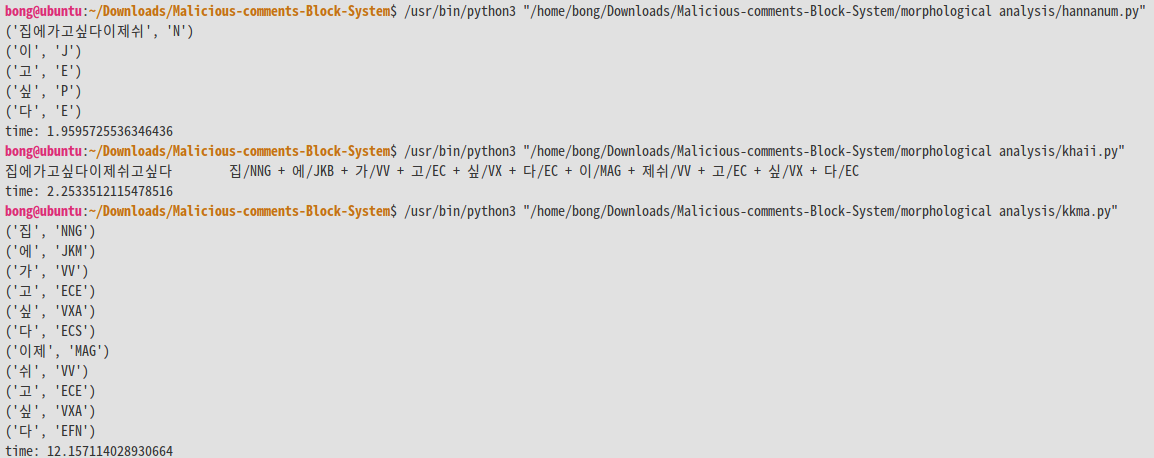 bong@ubuntu:~/Downloads/Malicious-comments-Block-System$ /usr/bin/python3 "/home/bong/Downloads/Malicious-comments-Block-System/morphological analysis/hannanum.py"
('집에가고싶다이제쉬', 'N')
('이', 'J')
('고', 'E')
('싶', 'P')
('다', 'E')
time: 1.9595725536346436
bong@ubuntu:~/Downloads/Malicious-comments-Block-System$ /usr/bin/python3 "/home/bong/Downloads/Malicious-comments-Block-System/morphological analysis/khaii.py"
집에가고싶다이제쉬고싶다 집/NNG + 에/JKB + 가/VV + 고/EC + 싶/VX + 다/EC + 이/MAG + 제쉬/VV + 고/EC + 싶/VX + 다/EC
time: 2.2533512115478516
bong@ubuntu:~/Downloads/Malicious-comments-Block-System$ /usr/bin/python3 "/home/bong/Downloads/Malicious-comments-Block-System/morphological analysis/kkma.py"
('집', 'NNG')
('에', 'JKM')
('가', 'VV')
('고', 'ECE')
('싶', 'VXA')
('다', 'ECS')
('이제', 'MAG')
('쉬', 'VV')
('고', 'ECE')
('싶', 'VXA')
('다', 'EFN')
time: 12.157114028930664